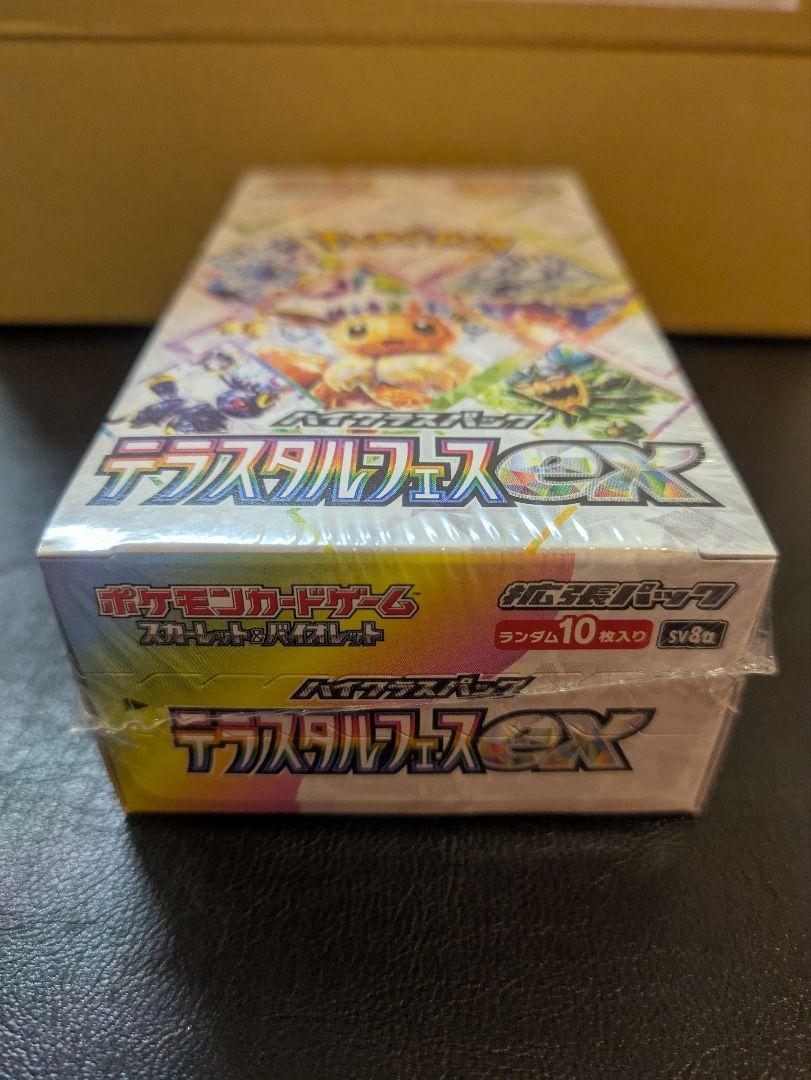 Pokémon
ハイクラスパック
テラスタルフェスex
ポケモンカードゲーム™
スカーレット&バイオレット
拡張パック
ランダム10枚入り
SV8a
ハイクラスパック
テラスタルフェスex